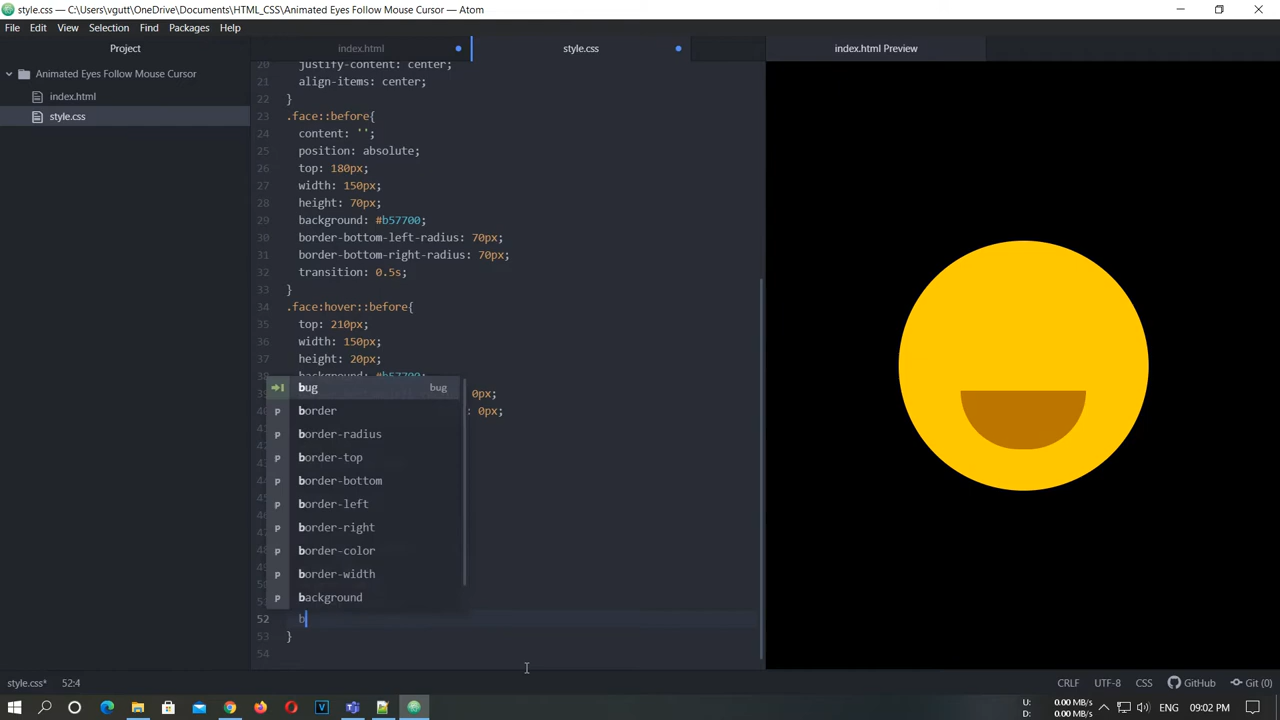 style.css — C:\Users\vgutt\OneDrive\Documents\HTML_CSS\Animated Eyes Follow Mouse Cursor — Atom
File Edit View Selection Find Packages Help
Project
index.html
style.css
index.html Preview
Animated Eyes Follow Mouse Cursor
index.html
style.css
20 justify-content: center;
21 align-items: center;
22 }
23 .face::before{
24 content: '';
25 position: absolute;
26 top: 180px;
27 width: 150px;
28 height: 70px;
29 background: #b57700;
30 border-bottom-left-radius: 70px;
31 border-bottom-right-radius: 70px;
32 transition: 0.5s;
33 }
34 .face:hover::before{
35 top: 210px;
36 width: 150px;
37 height: 20px;
38 background: #b57700;
0px;
: 0px;
bug bug
p border
p border-radius
p border-top
p border-bottom
p border-left
p border-right
p border-color
p border-width
p background
52 b
53 }
54
style.css* 52:4
CRLF UTF-8 CSS GitHub Git (0)
U: 0.00 MB/s
D: 0.00 MB/s
ENG 09:02 PM